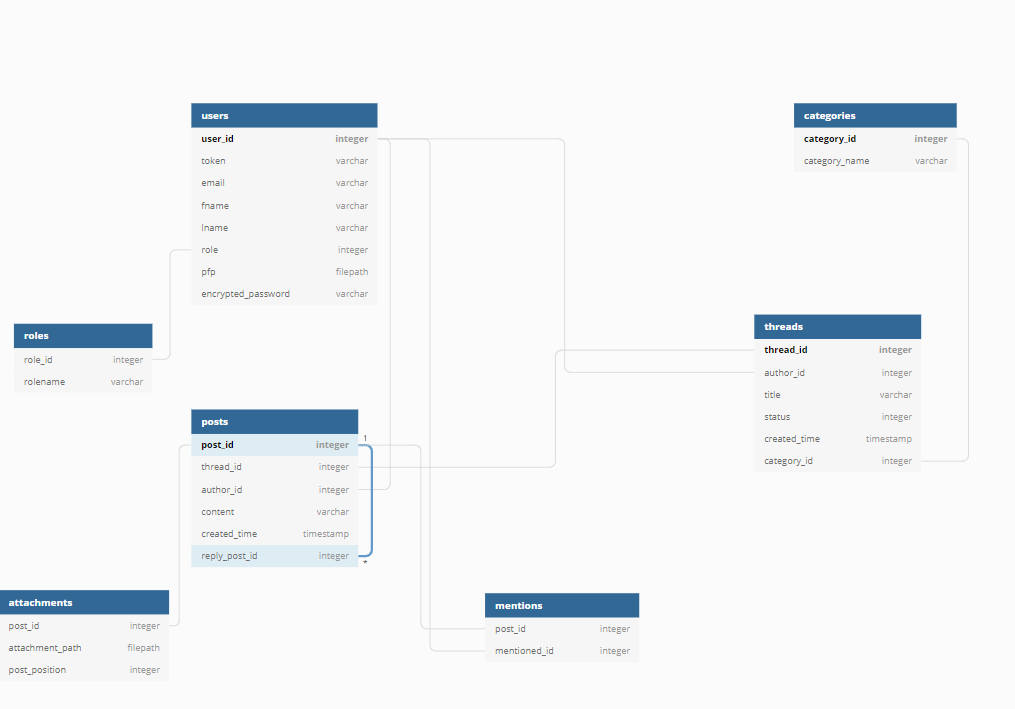 users
user_id integer
token varchar
email varchar
fname varchar
lname varchar
role integer
pfp filepath
encrypted_password varchar
categories
category_id integer
category_name varchar
roles
role_id integer
rolename varchar
threads
thread_id integer
author_id integer
title varchar
status integer
created_time timestamp
category_id integer
posts
post_id integer
1
thread_id integer
author_id integer
content varchar
created_time timestamp
reply_post_id integer
*
attachments
post_id integer
attachment_path filepath
post_position integer
mentions
post_id integer
mentioned_id integer